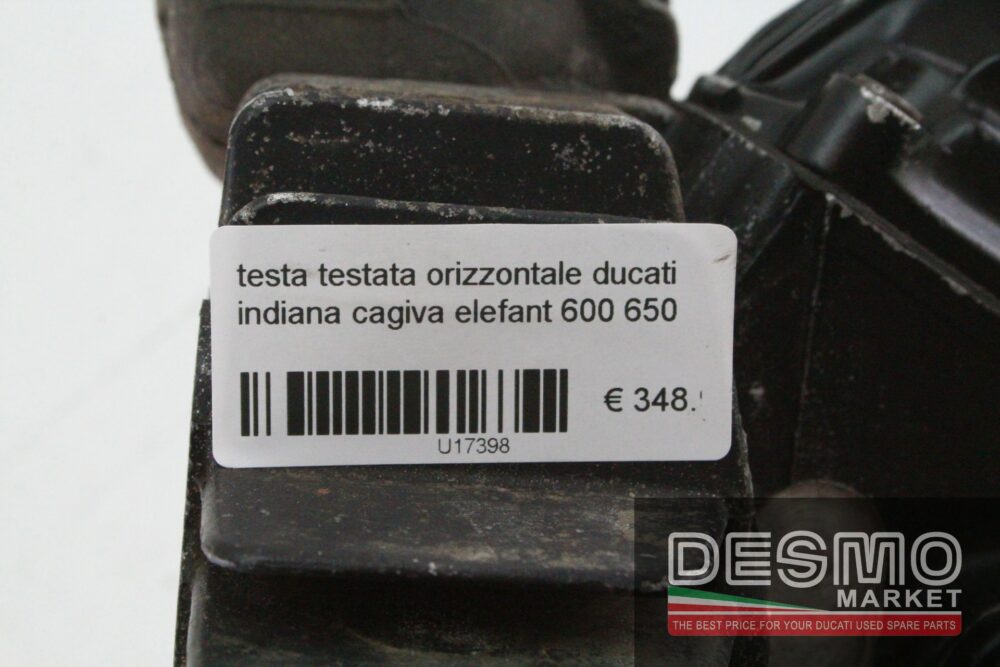 testa testata orizzontale ducati
indiana cagiva elefant 600 650
€ 348.
U17398
DESMO
MARKET
THE BEST PRICE FOR YOUR DUCATI USED SPARE PARTS